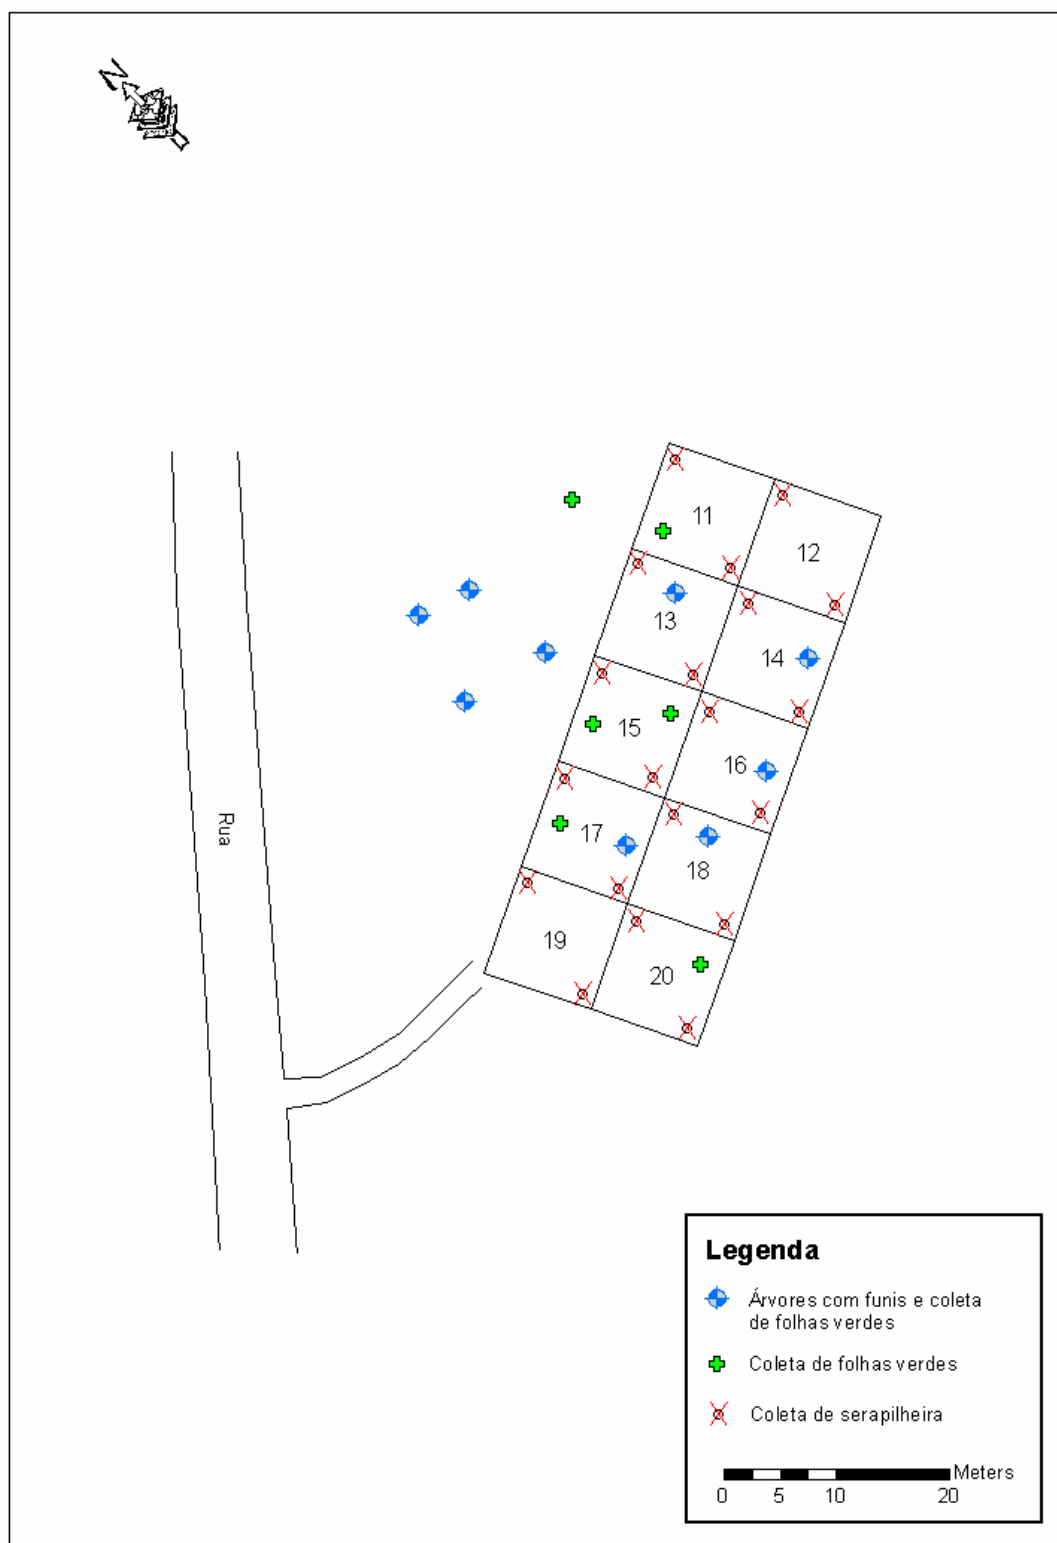 N
11
12
13
14
15
16
17
18
19
20
Rua
Legenda
Árvores com funis e coleta
de folhas verdes
Coleta de folhas verdes
Coleta de serapilheira
Meters
0 5 10 20